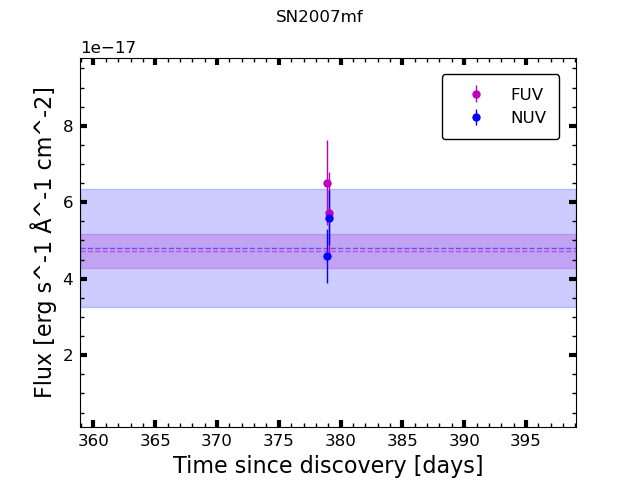 SN2007mf
1e−17
FUV
NUV
8
6
4
2
Flux [erg s^-1 Å^-1 cm^-2]
360 365 370 375 380 385 390 395
Time since discovery [days]